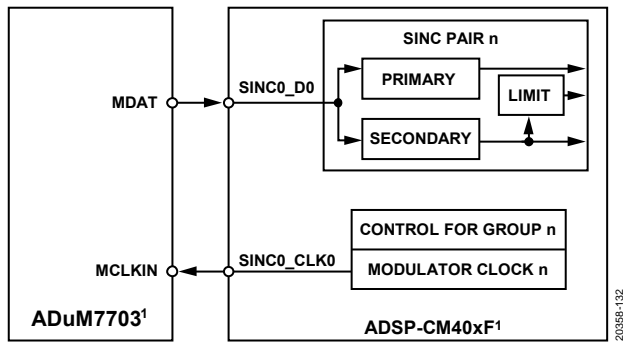 SINC PAIR n
PRIMARY
SINC0_D0
LIMIT
MDAT
SECONDARY
CONTROL FOR GROUP n
SINC0_CLK0
MCLKIN
MODULATOR CLOCK n
ADuM7703¹
ADSP-CM40xF¹
20358-132